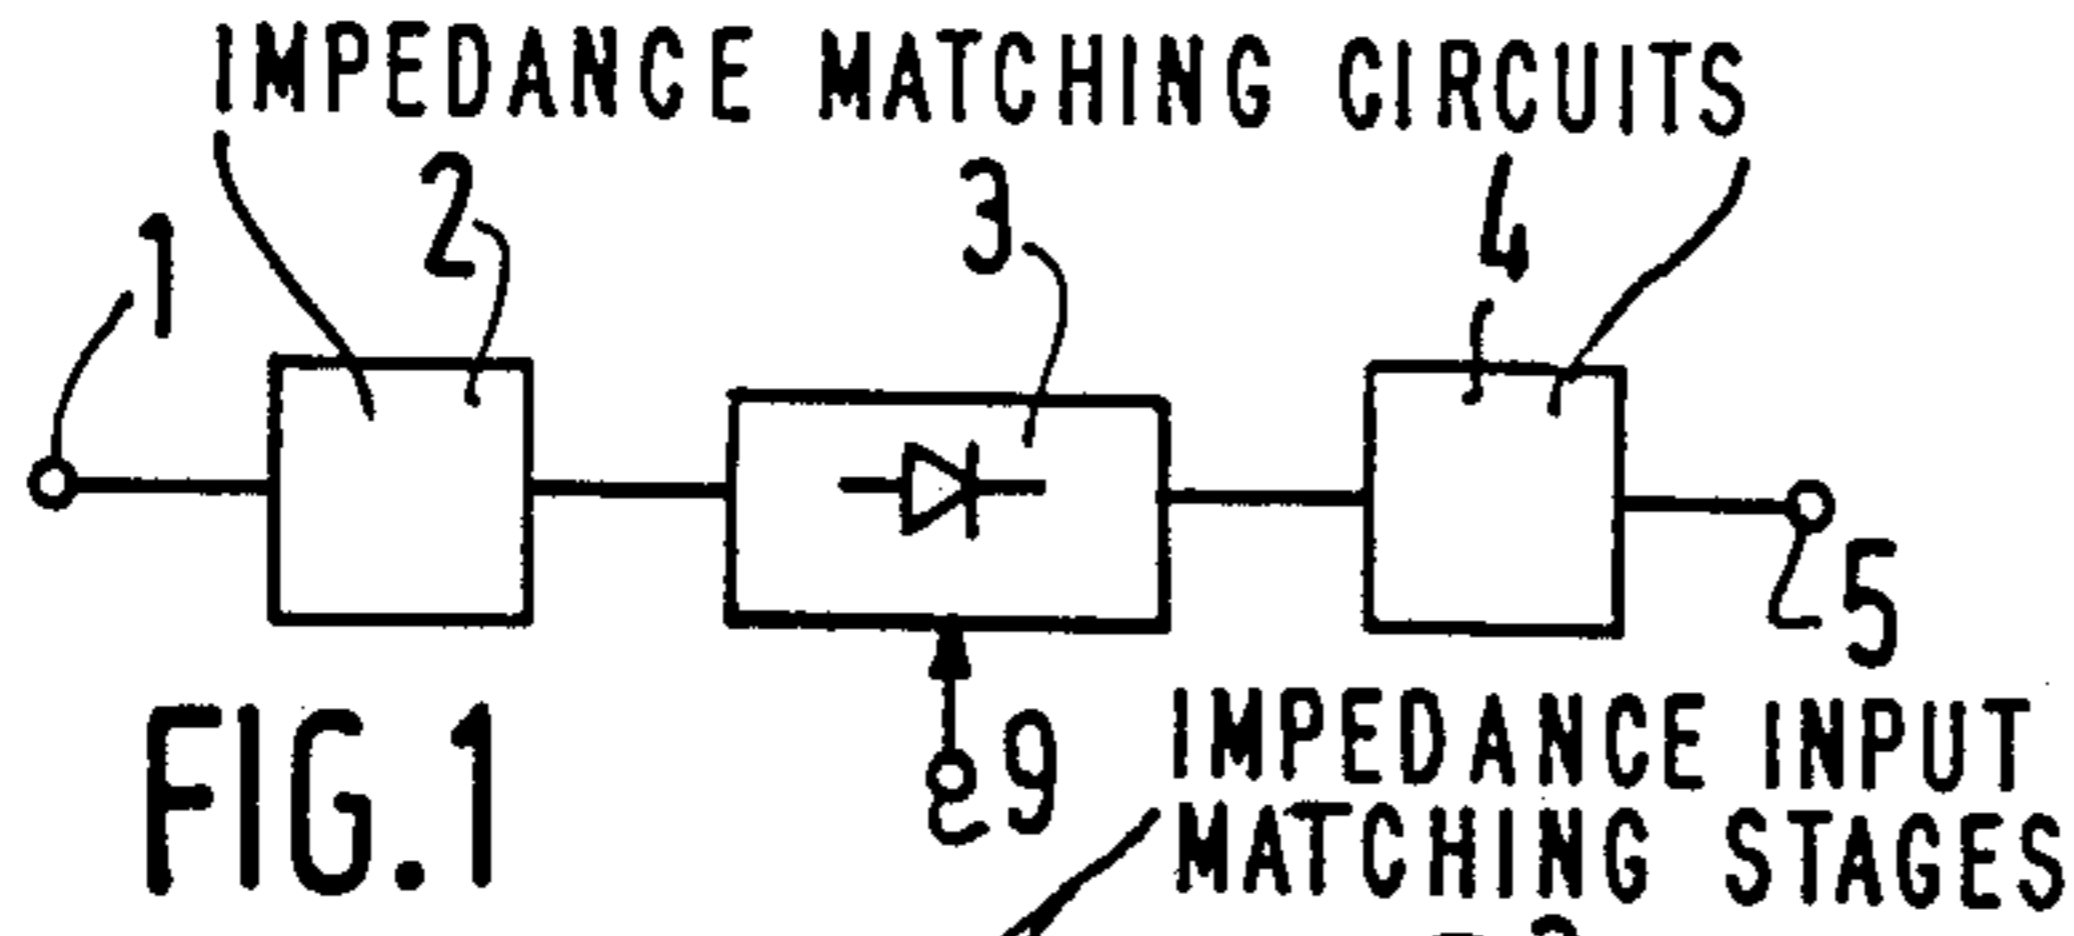 IMPEDANCE MATCHING CIRCUITS
1 2 3 4
5
9
FIG.1
IMPEDANCE INPUT
MATCHING STAGES